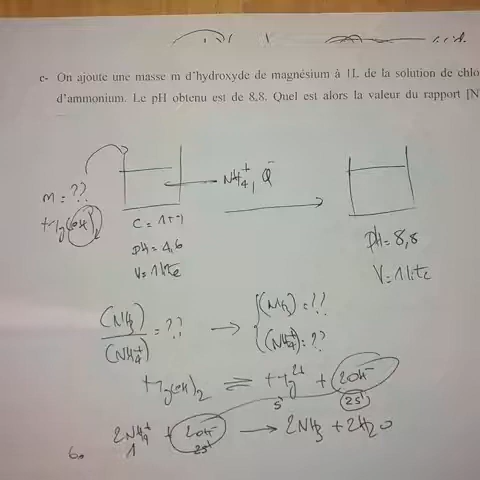 c- On ajoute une masse m d'hydroxyde de magnésium à 1L de la solution de chlo
d'ammonium. Le pH obtenu est de 8,8. Quel est alors la valeur du rapport [N
NH4+, Cl-
m = ??
Mg(OH)2
C = 1M
pH = 4,6
V = 1 litre
pH = 8,8
V = 1 litre
(NH3)/(NH4+) = ?? → (NH3) = ??
(NH4+) = ??
Mg(OH)2 ⇌ Mg2+ + 2OH-
s 2s
2NH4+ + 2OH- → 2NH3 + 2H2O
1 2s